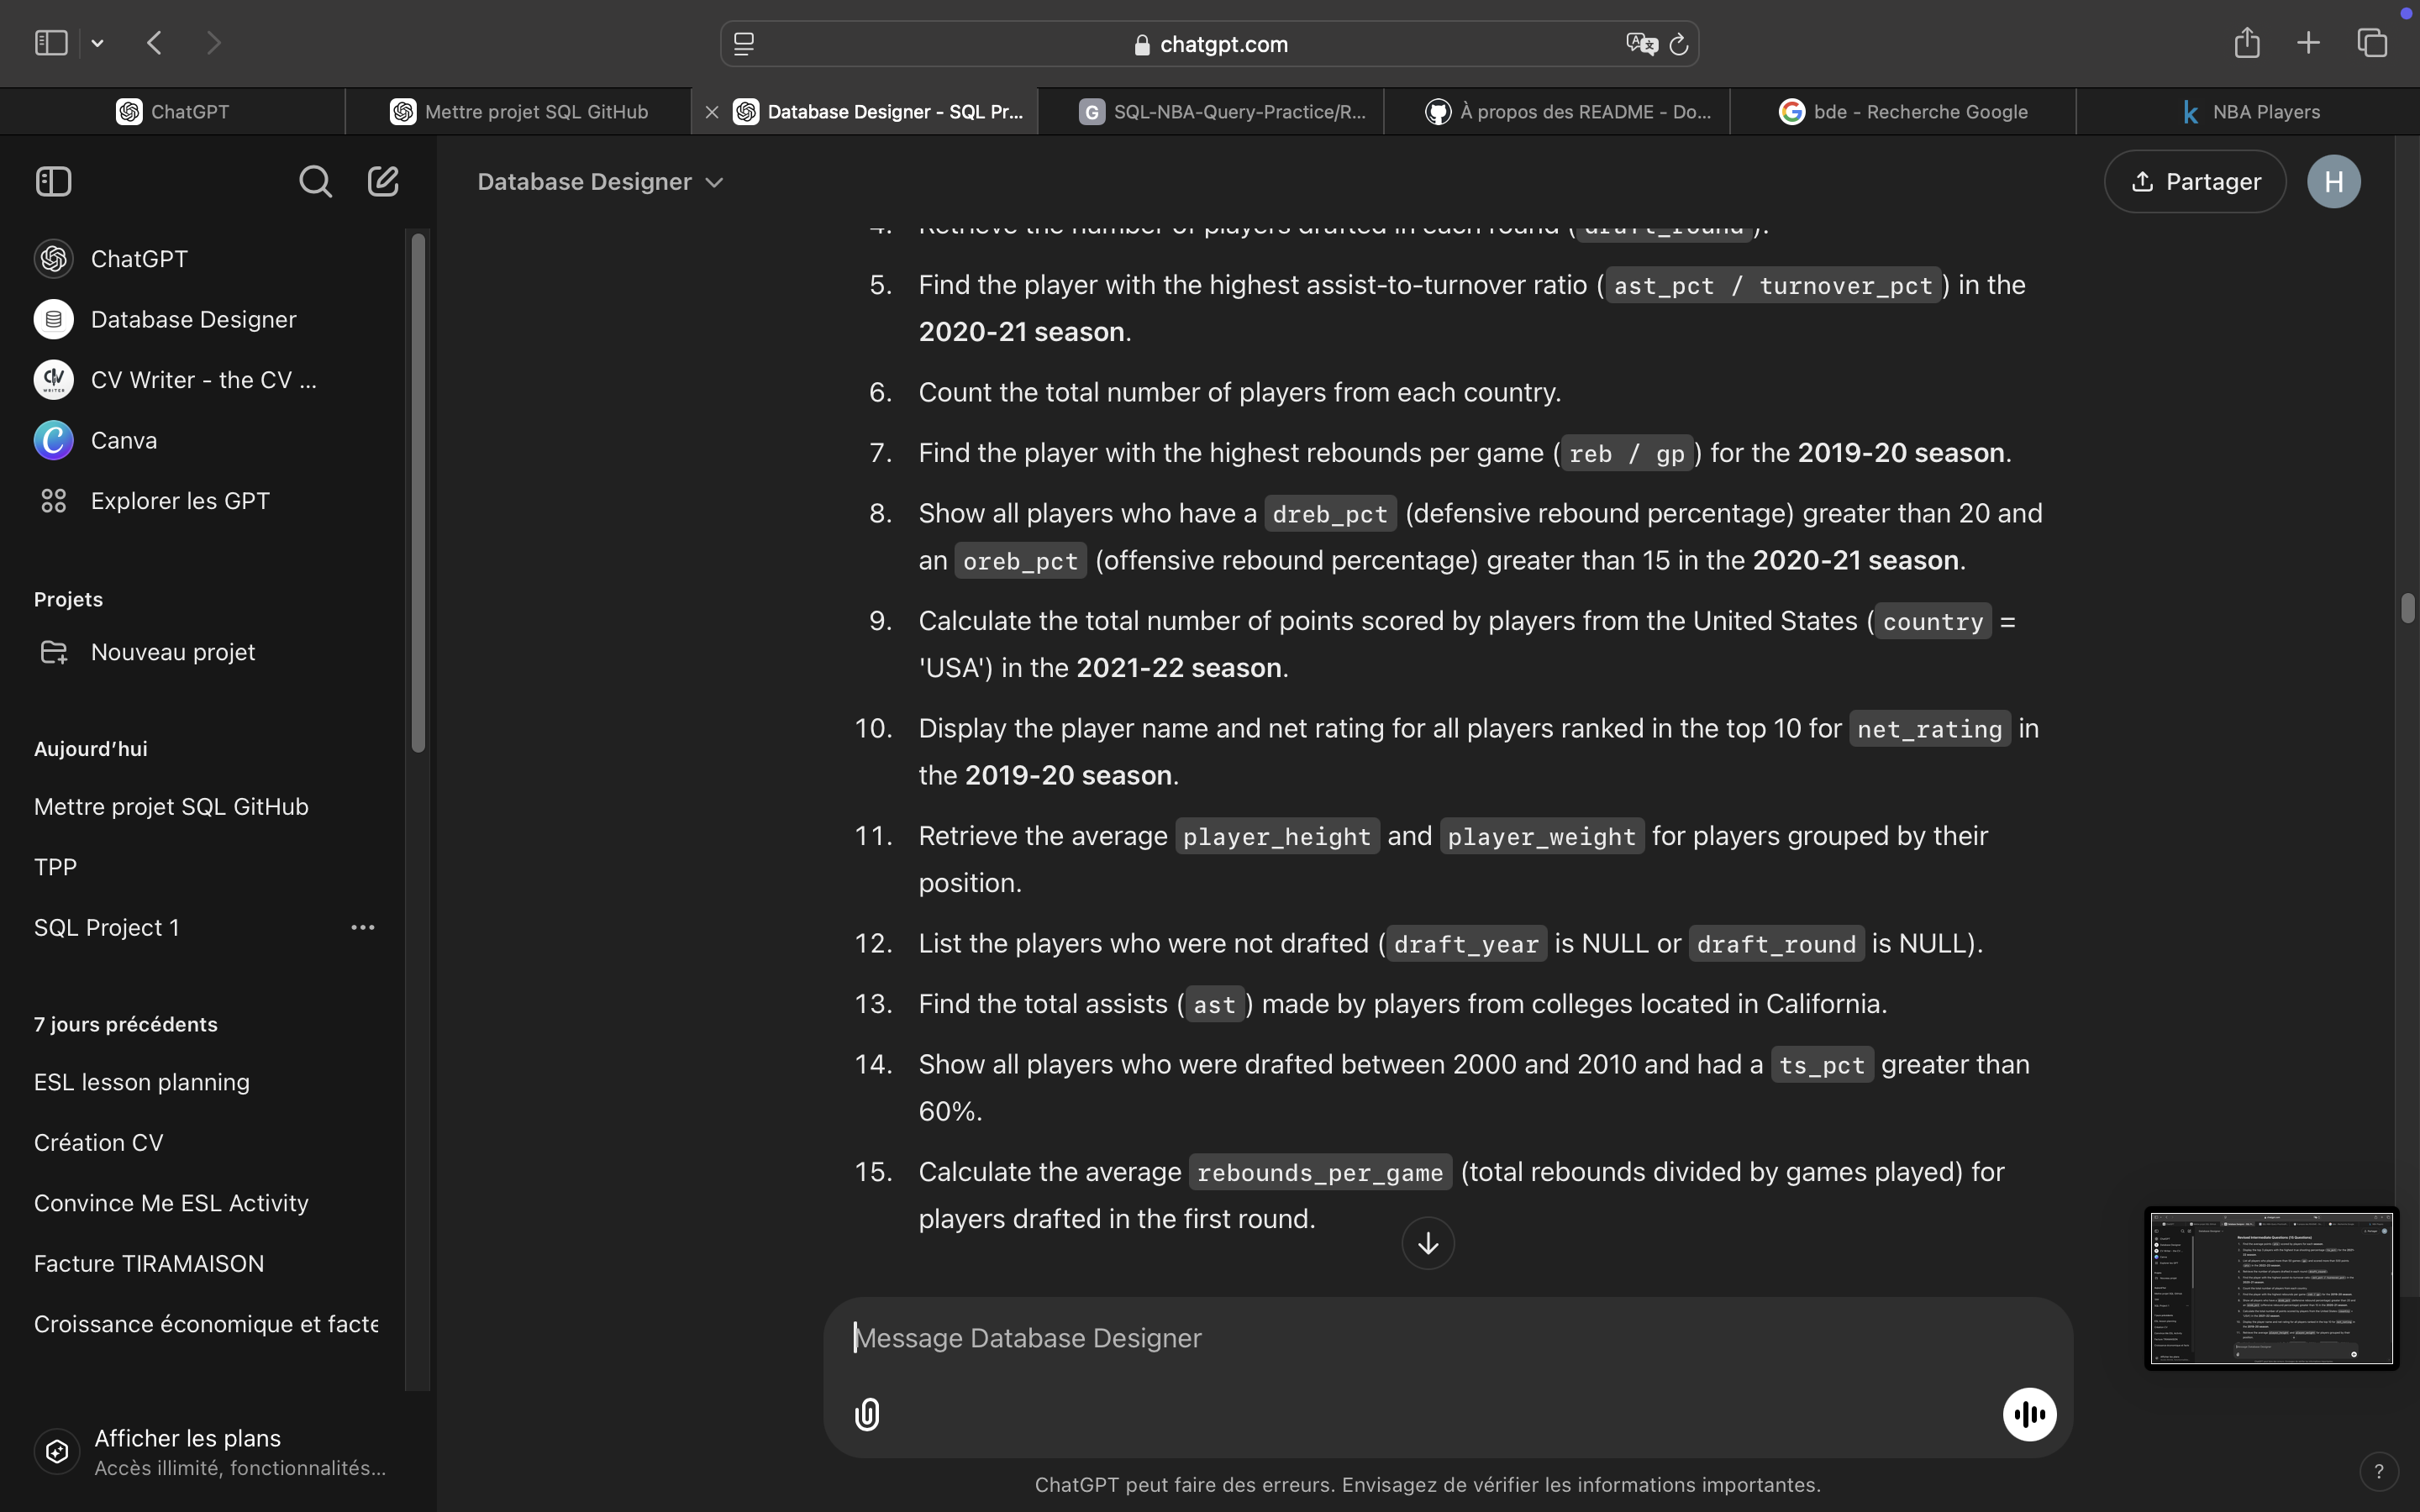 chatgpt.com
ChatGPT
Mettre projet SQL GitHub
Database Designer - SQL Pr...
SQL-NBA-Query-Practice/R...
À propos des README - Do...
bde - Recherche Google
NBA Players
Database Designer
Partager
H
ChatGPT
Database Designer
CV Writer - the CV ...
Canva
Explorer les GPT
Projets
Nouveau projet
Aujourd’hui
Mettre projet SQL GitHub
TPP
SQL Project 1
7 jours précédents
ESL lesson planning
Création CV
Convince Me ESL Activity
Facture TIRAMAISON
Croissance économique et facte
Afficher les plans
Accès illimité, fonctionnalités...
4. Retrieve the number of players drafted in each round (draft_round).
5. Find the player with the highest assist-to-turnover ratio (ast_pct / turnover_pct) in the
2020-21 season.
6. Count the total number of players from each country.
7. Find the player with the highest rebounds per game (reb / gp) for the 2019-20 season.
8. Show all players who have a dreb_pct (defensive rebound percentage) greater than 20 and
an oreb_pct (offensive rebound percentage) greater than 15 in the 2020-21 season.
9. Calculate the total number of points scored by players from the United States (country =
'USA') in the 2021-22 season.
10. Display the player name and net rating for all players ranked in the top 10 for net_rating in
the 2019-20 season.
11. Retrieve the average player_height and player_weight for players grouped by their
position.
12. List the players who were not drafted (draft_year is NULL or draft_round is NULL).
13. Find the total assists (ast) made by players from colleges located in California.
14. Show all players who were drafted between 2000 and 2010 and had a ts_pct greater than
60%.
15. Calculate the average rebounds_per_game (total rebounds divided by games played) for
players drafted in the first round.
Message Database Designer
ChatGPT peut faire des erreurs. Envisagez de vérifier les informations importantes.
?